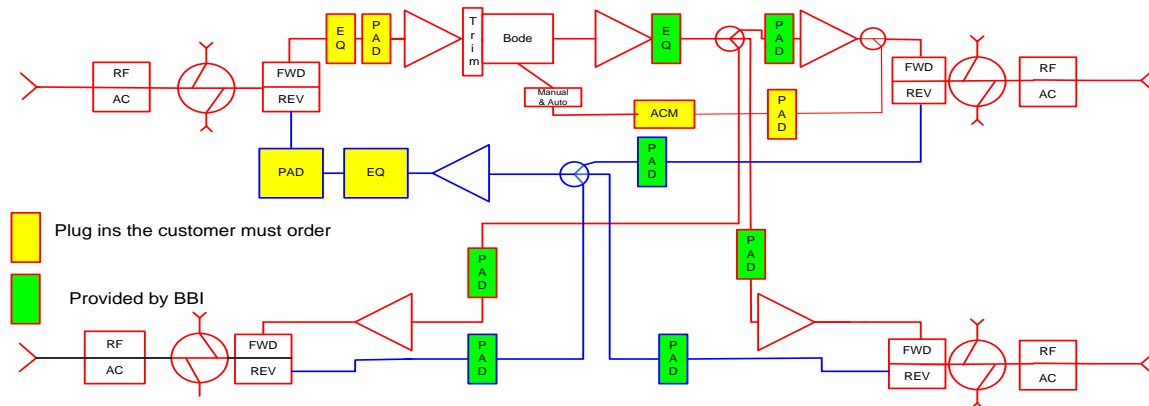 E
Q
P
A
D
T
r
i
m
Bode
E
Q
P
A
D
RF
AC
FWD
REV
FWD
REV
RF
AC
Manual
& Auto
ACM
P
A
D
P
A
D
PAD
EQ
Plug ins the customer must order
Provided by BBI
P
A
D
P
A
D
RF
AC
FWD
REV
P
A
D
P
A
D
FWD
REV
RF
AC